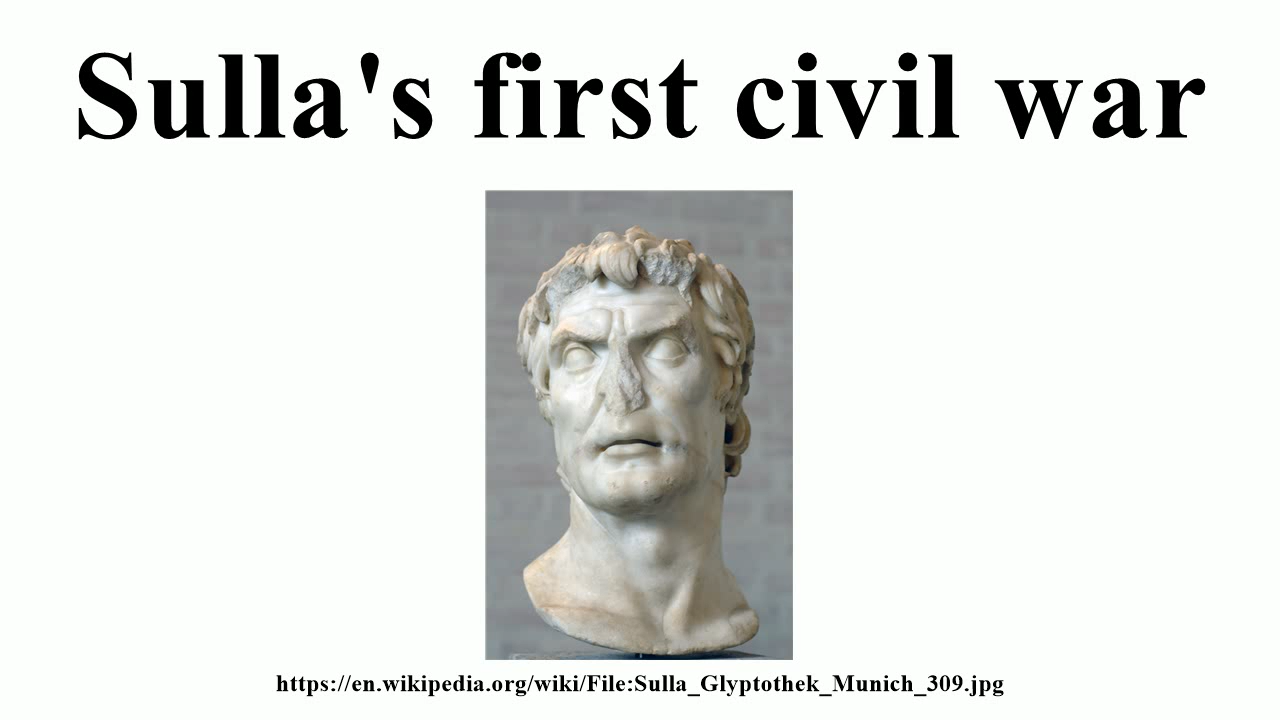 Sulla's first civil war
https://en.wikipedia.org/wiki/File:Sulla_Glyptothek_Munich_309.jpg